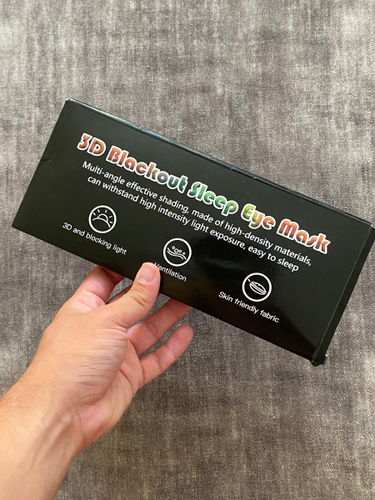 3D Blackout Sleep Eye Mask
Multi-angle effective shading, made of high-density materials,
can withstand high intensity light exposure, easy to sleep
3D and blocking light
Ventilation
Skin friendly fabric